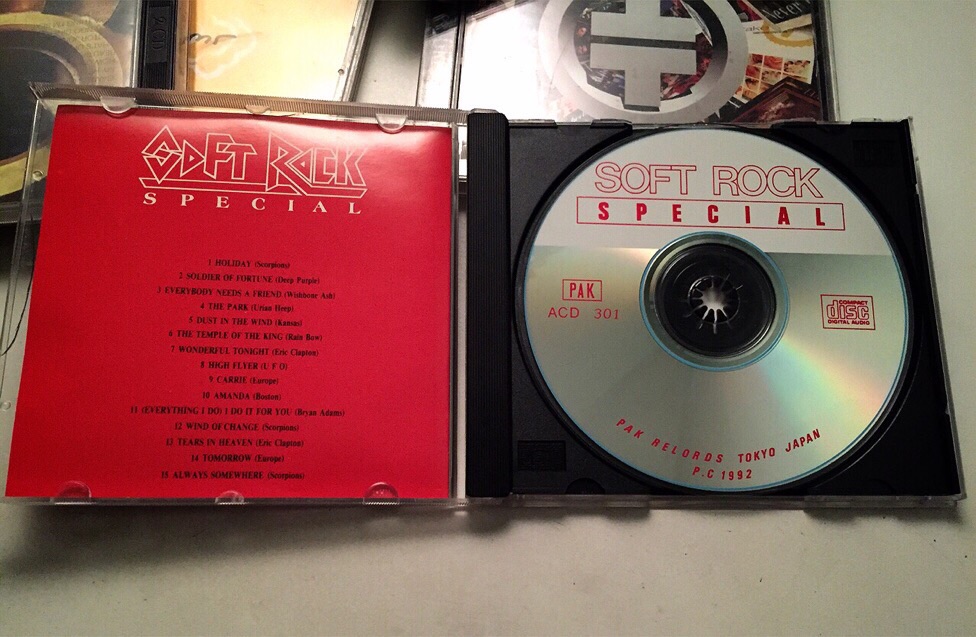 2 CD
SOFT ROCK
SPECIAL
1 HOLIDAY (Scorpions)
2 SOLDIER OF FORTUNE (Deep Purple)
3 EVERYBODY NEEDS A FRIEND (Wishbone Ash)
4 THE PARK (Urian Heep)
5 DUST IN THE WIND (Kansas)
6 THE TEMPLE OF THE KING (Rain Bow)
7 WONDERFUL TONIGHT (Eric Clapton)
8 HIGH FLYER (U F O)
9 CARRIE (Europe)
10 AMANDA (Boston)
11 (EVERYTHING I DO) I DO IT FOR YOU (Bryan Adams)
12 WIND OF CHANGE (Scorpions)
13 TEARS IN HEAVEN (Eric Clapton)
14 TOMORROW (Europe)
15 ALWAYS SOMEWHERE (Scorpions)
SOFT ROCK
SPECIAL
PAK
ACD 301
COMPACT
disc
DIGITAL AUDIO
PAK RELORDS TOKYO JAPAN
P.C 1992